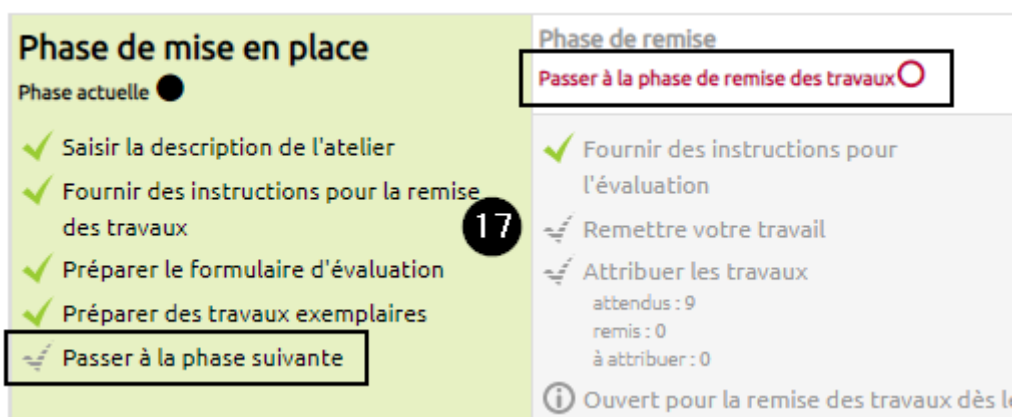 Phase de mise en place
Phase actuelle
Saisir la description de l'atelier
Fournir des instructions pour la remise
des travaux
Préparer le formulaire d'évaluation
Préparer des travaux exemplaires
Passer à la phase suivante
17
Phase de remise
Passer à la phase de remise des travaux
Fournir des instructions pour
l'évaluation
Remettre votre travail
Attribuer les travaux
attendus : 9
remis : 0
à attribuer : 0
Ouvert pour la remise des travaux dès le